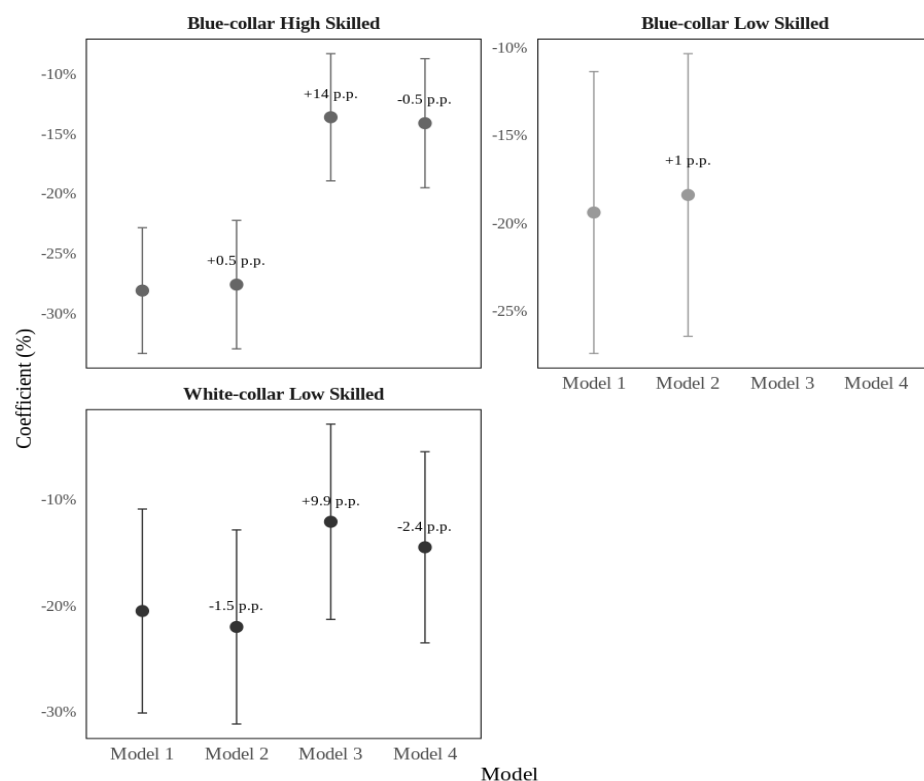 Blue-collar High Skilled
-10%
-15%
-20%
-25%
-30%
+0.5 p.p.
+14 p.p.
-0.5 p.p.
Blue-collar Low Skilled
-10%
-15%
-20%
-25%
+1 p.p.
Model 1 Model 2 Model 3 Model 4
Coefficient (%)
White-collar Low Skilled
-10%
-20%
-30%
-1.5 p.p.
+9.9 p.p.
-2.4 p.p.
Model 1 Model 2 Model 3 Model 4
Model